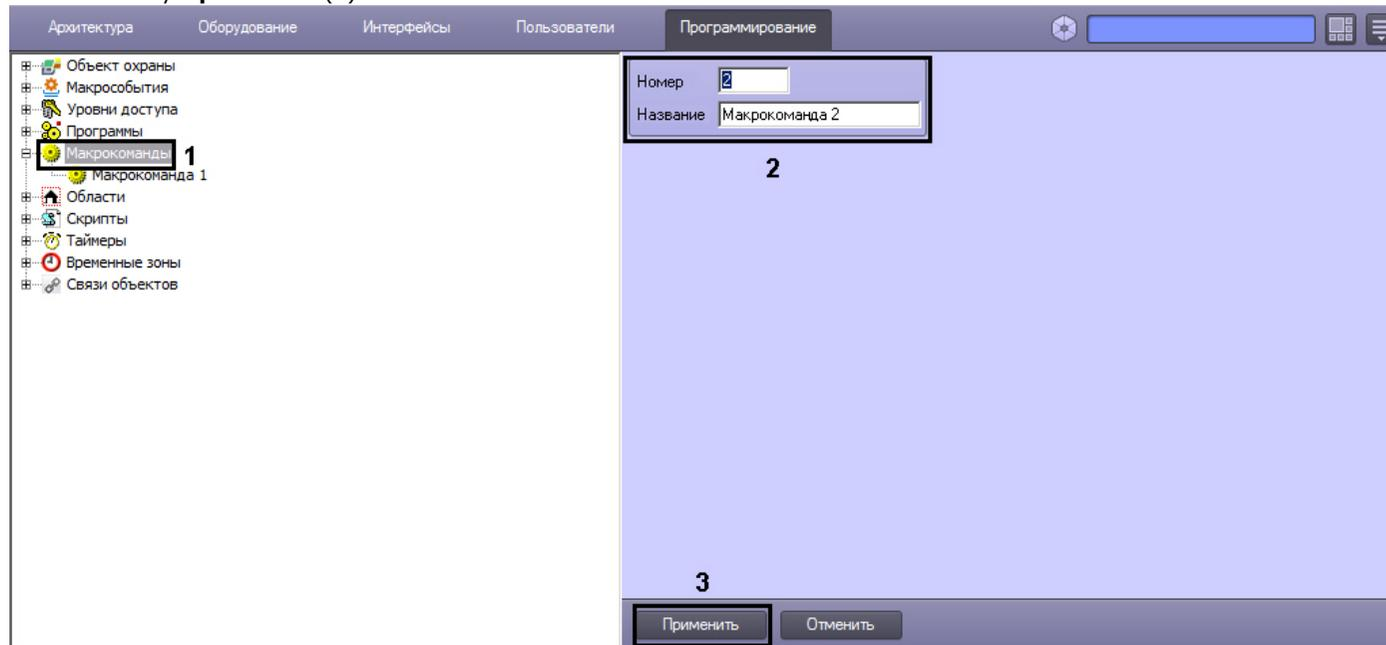 Архитектура Оборудование Интерфейсы Пользователи Программирование
Объект охраны
Макрособытия
Уровни доступа
Программы
Макрокоманды 1
Макрокоманда 1
Области
Скрипты
Таймеры
Временные зоны
Связи объектов
Номер 2
Название Макрокоманда 2
2
3
Применить Отменить